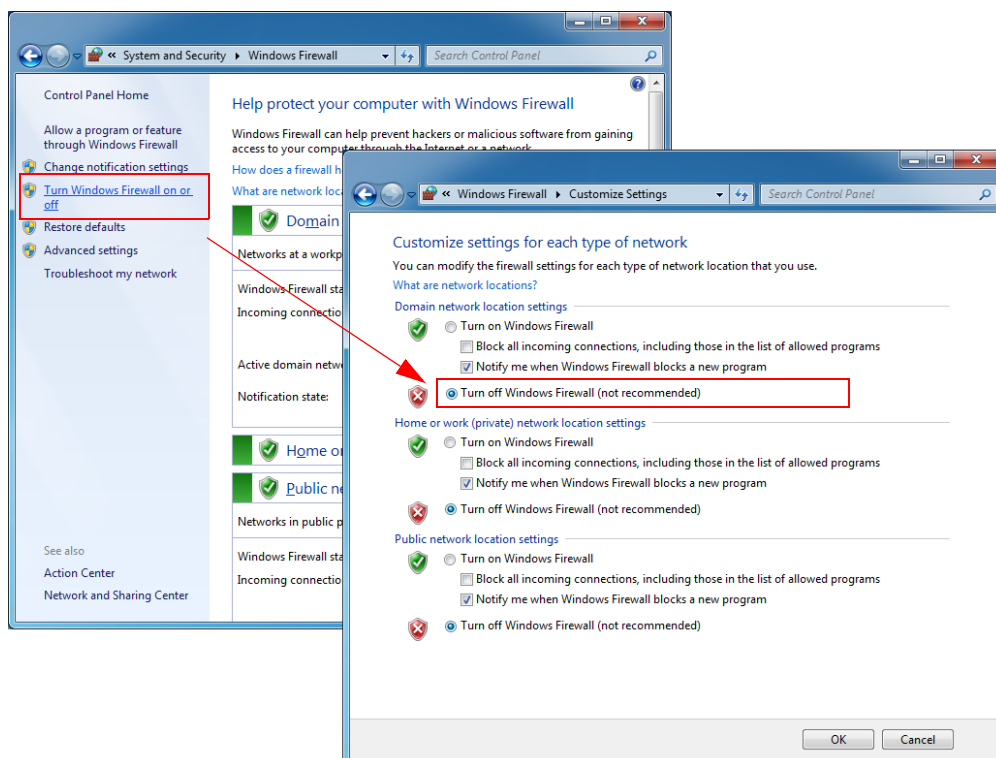 « System and Security ▸ Windows Firewall
Search Control Panel
Control Panel Home
Allow a program or feature
through Windows Firewall
Change notification settings
Turn Windows Firewall on or
off
Restore defaults
Advanced settings
Troubleshoot my network
See also
Action Center
Network and Sharing Center
Help protect your computer with Windows Firewall
Windows Firewall can help prevent hackers or malicious software from gaining
access to your computer through the Internet or a network.
How does a firewall h
What are network loc
Domain
Networks at a workp
Windows Firewall sta
Incoming connectio
Active domain netw
Notification state:
Home or
Public ne
Networks in public p
Windows Firewall sta
Incoming connectio
« Windows Firewall ▸ Customize Settings
Search Control Panel
Customize settings for each type of network
You can modify the firewall settings for each type of network location that you use.
What are network locations?
Domain network location settings
Turn on Windows Firewall
Block all incoming connections, including those in the list of allowed programs
Notify me when Windows Firewall blocks a new program
Turn off Windows Firewall (not recommended)
Home or work (private) network location settings
Turn on Windows Firewall
Block all incoming connections, including those in the list of allowed programs
Notify me when Windows Firewall blocks a new program
Turn off Windows Firewall (not recommended)
Public network location settings
Turn on Windows Firewall
Block all incoming connections, including those in the list of allowed programs
Notify me when Windows Firewall blocks a new program
Turn off Windows Firewall (not recommended)
OK
Cancel